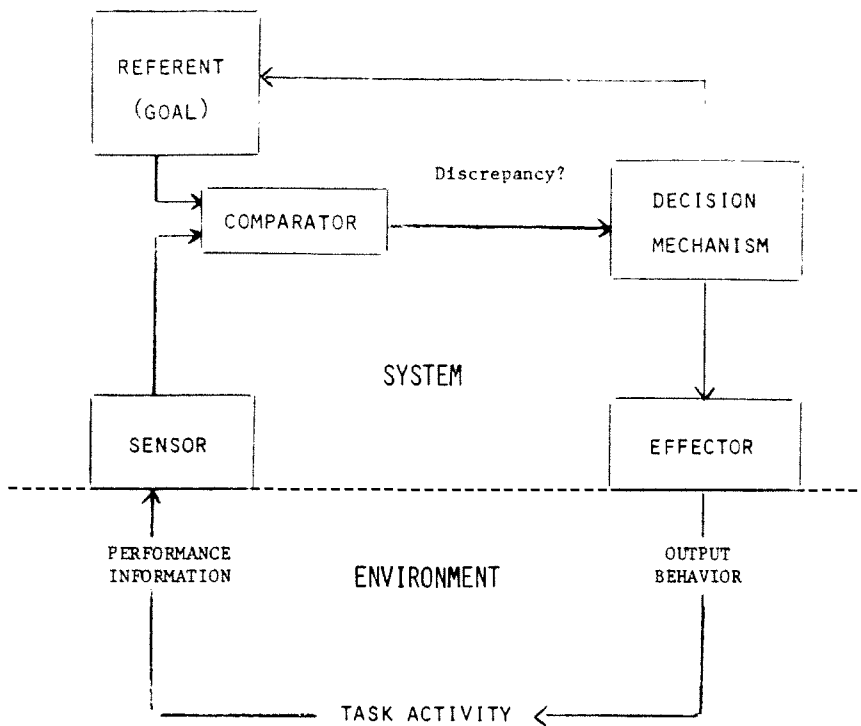 REFERENT
(GOAL)
Discrepancy?
COMPARATOR
DECISION
MECHANISM
SYSTEM
SENSOR
EFFECTOR
PERFORMANCE
INFORMATION
ENVIRONMENT
OUTPUT
BEHAVIOR
TASK ACTIVITY